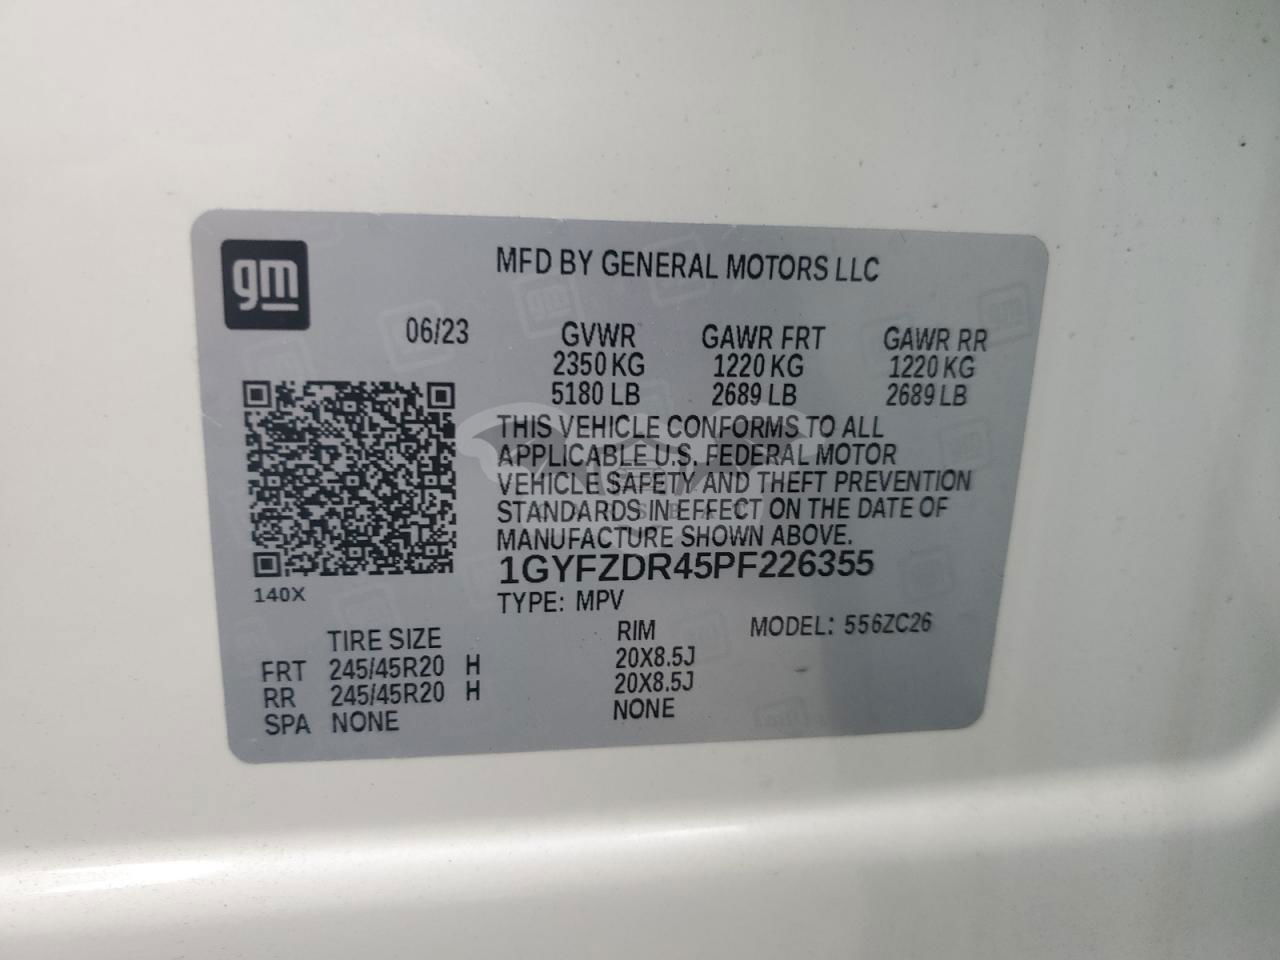 gm
MFD BY GENERAL MOTORS LLC
06/23 GVWR GAWR FRT GAWR RR
2350 KG 1220 KG 1220 KG
5180 LB 2689 LB 2689 LB
THIS VEHICLE CONFORMS TO ALL
APPLICABLE U.S. FEDERAL MOTOR
VEHICLE SAFETY AND THEFT PREVENTION
STANDARDS IN EFFECT ON THE DATE OF
MANUFACTURE SHOWN ABOVE.
1GYFZDR45PF226355
140X
TYPE: MPV
TIRE SIZE RIM MODEL: 556ZC26
FRT 245/45R20 H 20X8.5J
RR 245/45R20 H 20X8.5J
SPA NONE NONE